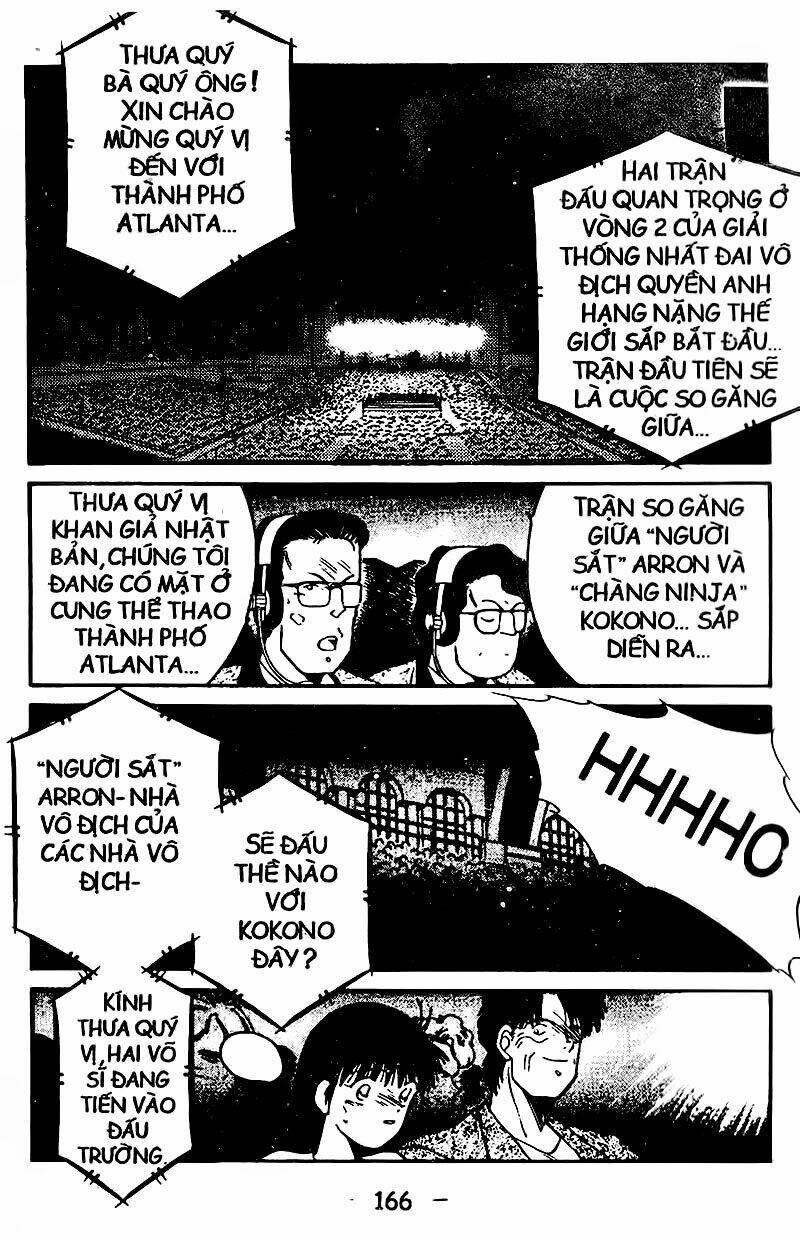 THƯA QUÝ
BÀ QUÝ ÔNG!
XIN CHÀO
MỪNG QUÝ VỊ
ĐẾN VỚI
THÀNH PHỐ
ATLANTA...
HAI TRẬN
ĐẤU QUAN TRỌNG Ở
VÒNG 2 CỦA GIẢI
THỐNG NHẤT ĐAI VÔ
ĐỊCH QUYỀN ANH
HẠNG NẶNG THẾ
GIỚI SẮP BẮT ĐẦU...
TRẬN ĐẦU TIÊN SẼ
LÀ CUỘC SO GĂNG
GIỮA...
THƯA QUÝ VỊ
KHAN GIẢ NHẬT
BẢN, CHÚNG TÔI
ĐANG CÓ MẶT Ở
CUNG THỂ THAO
THÀNH PHỐ
ATLANTA...
TRẬN SO GĂNG
GIỮA "NGƯỜI
SẮT" ARRON VÀ
"CHÀNG NINJA"
KOKONO... SẮP
DIỄN RA...
"NGƯỜI SẮT"
ARRON-NHÀ
VÔ ĐỊCH CỦA
CÁC NHÀ VÔ
ĐỊCH-
SẼ ĐẤU
THỀ NÀO
VỚI
KOKONO
ĐÂY?
HHHHO
KÍNH
THƯA QUÝ
VỊ, HAI VÕ
SĨ ĐANG
TIẾN VÀO
ĐẤU
TRƯỜNG.
- 166 -